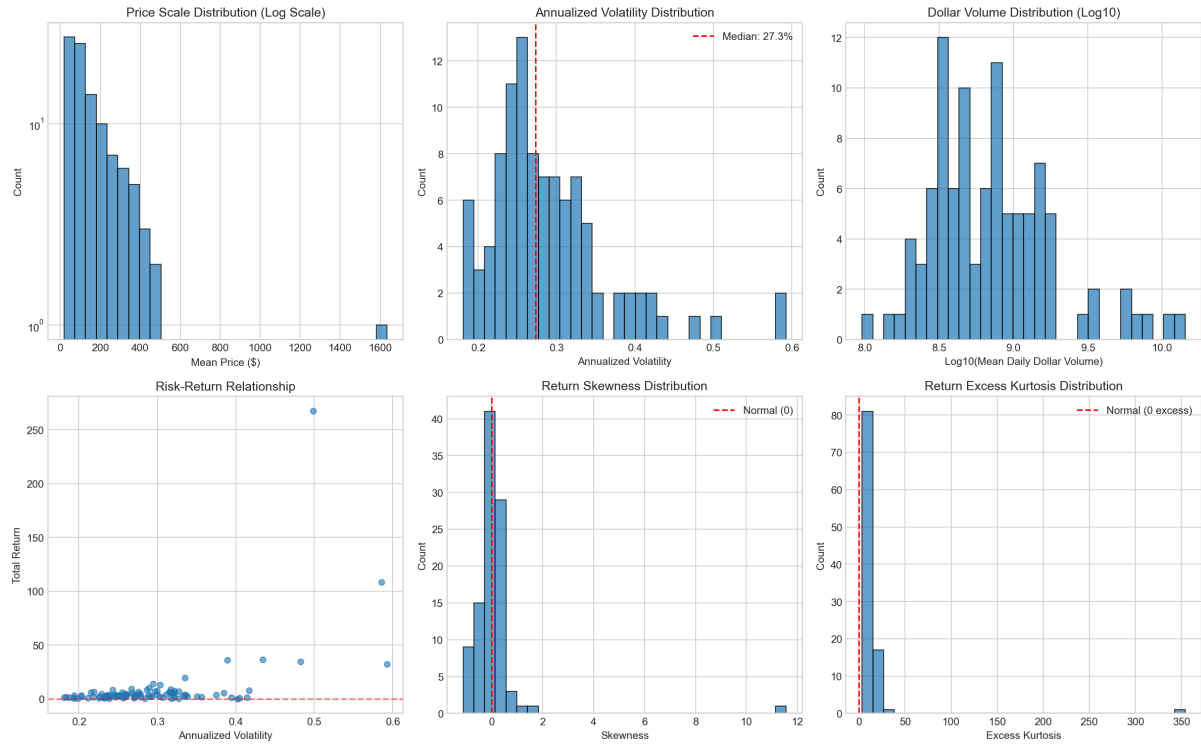 Price Scale Distribution (Log Scale)
Count
10^1
10^0
0 200 400 600 800 1000 1200 1400 1600
Mean Price ($)
Annualized Volatility Distribution
Median: 27.3%
Count
12
10
8
6
4
2
0
0.2 0.3 0.4 0.5 0.6
Annualized Volatility
Dollar Volume Distribution (Log10)
Count
12
10
8
6
4
2
0
8.0 8.5 9.0 9.5 10.0
Log10(Mean Daily Dollar Volume)
Risk-Return Relationship
Total Return
250
200
150
100
50
0
0.2 0.3 0.4 0.5 0.6
Annualized Volatility
Return Skewness Distribution
Normal (0)
Count
40
35
30
25
20
15
10
5
0
0 2 4 6 8 10 12
Skewness
Return Excess Kurtosis Distribution
Normal (0 excess)
Count
80
70
60
50
40
30
20
10
0
0 50 100 150 200 250 300 350
Excess Kurtosis